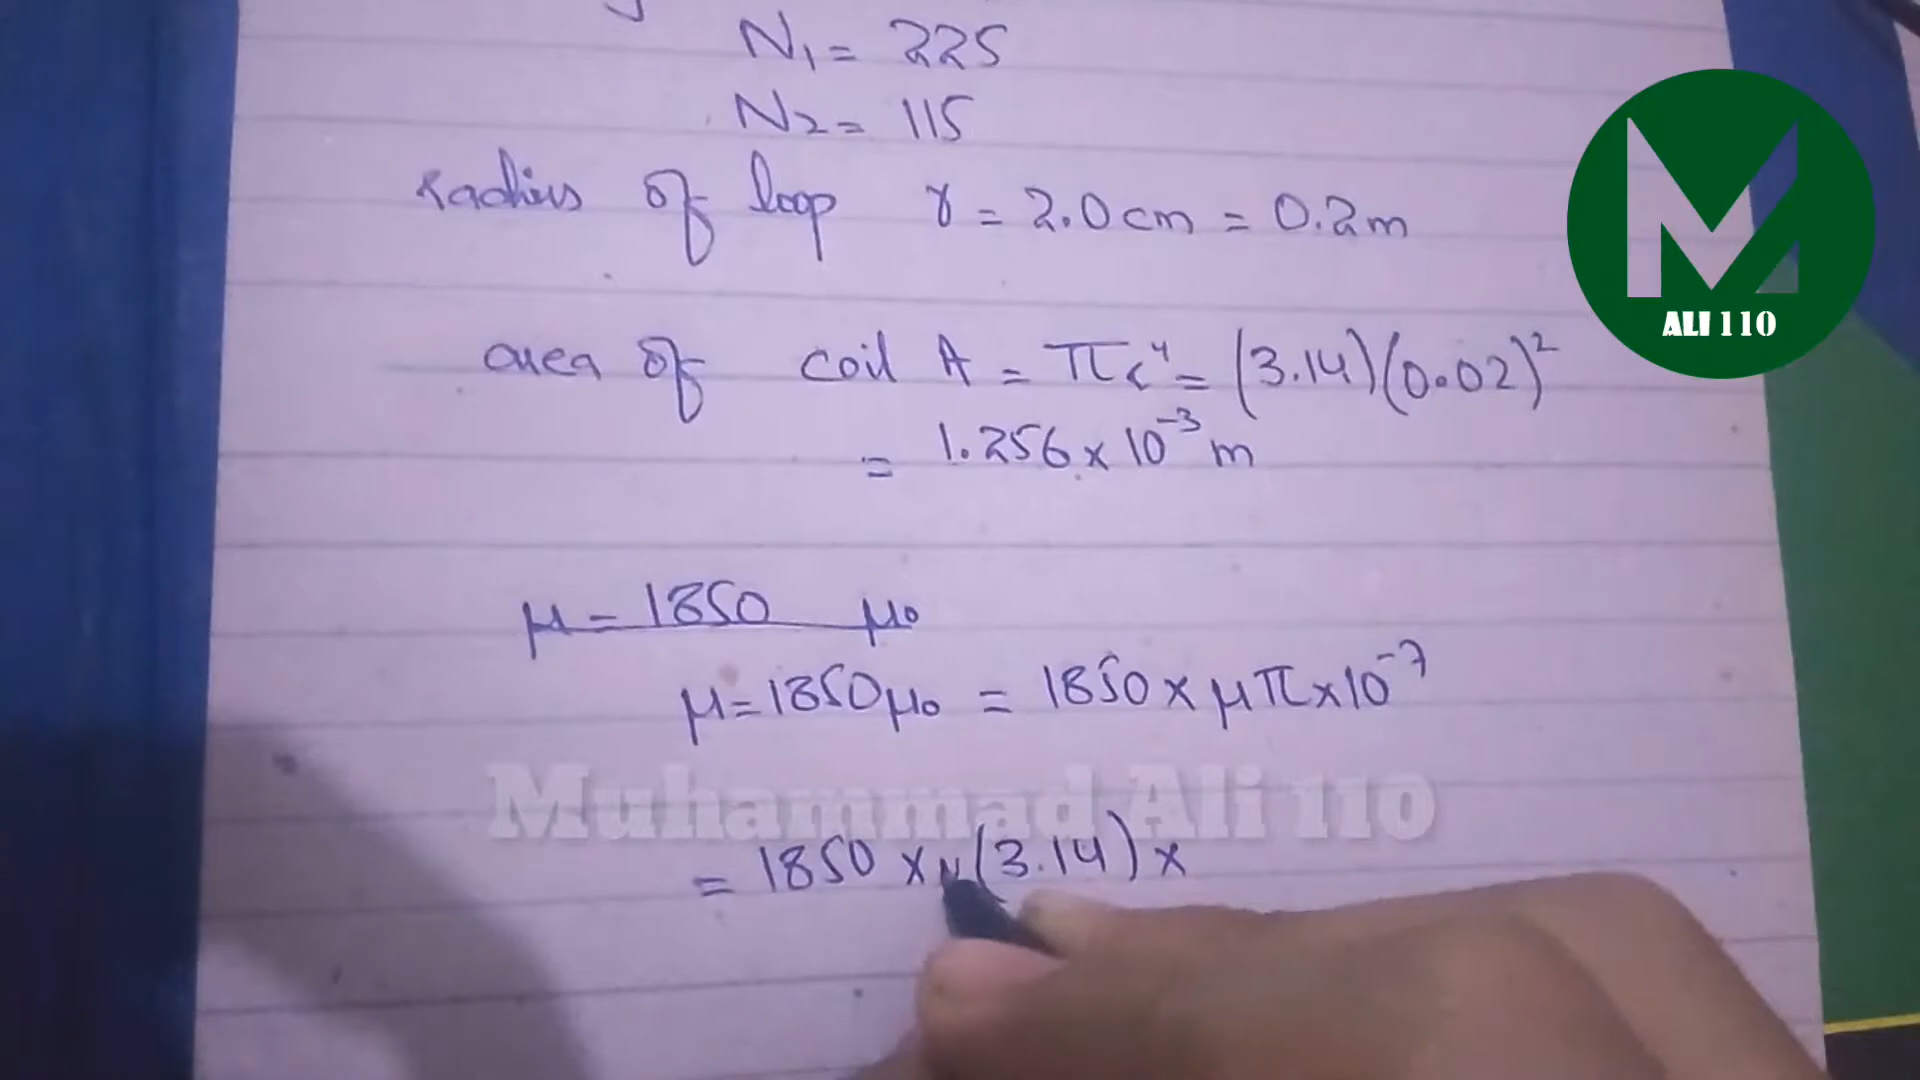 N1 = 225
N2 = 115
radius of loop r = 2.0 cm = 0.2m
area of coil A = πr² = (3.14)(0.02)²
= 1.256 x 10⁻³ m
μ = 1850 μ0
μ = 1850μ0 = 1850 x 4π x 10⁻⁷
Muhammad Ali 110
= 1850 x 4(3.14) x
M
ALI 110